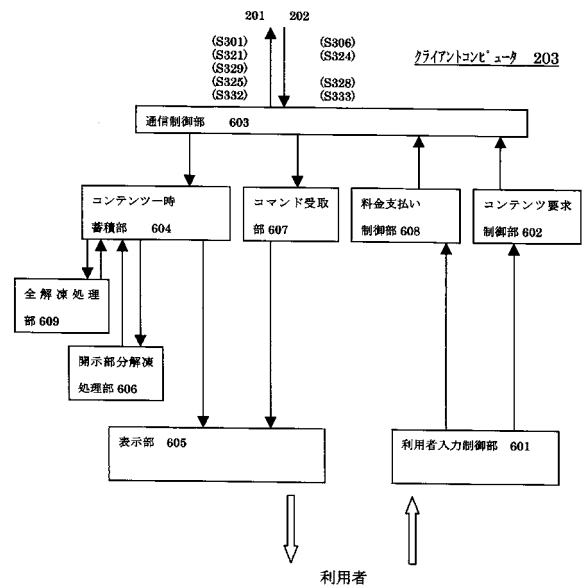 201 202
(S301)
(S321)
(S329)
(S325)
(S332)
(S306)
(S324)
(S328)
(S333)
クライアントコンピュータ 203
通信制御部 603
コンテンツ一時
蓄積部 604
コマンド受取
部 607
料金支払い
制御部 608
コンテンツ要求
制御部 602
全解凍処理
部 609
開示部分解凍
処理部 606
表示部 605
利用者入力制御部 601
利用者